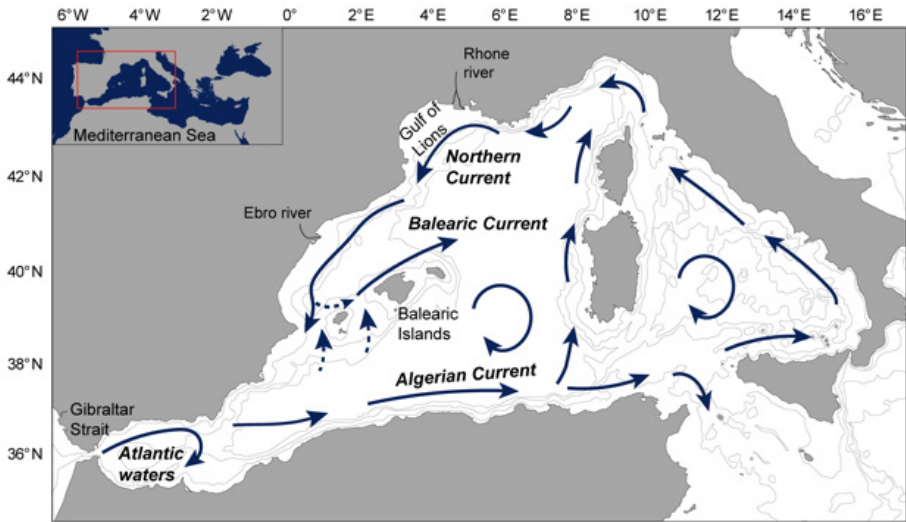 6°W 4°W 2°W 0° 2°E 4°E 6°E 8°E 10°E 12°E 14°E 16°E
44°N
42°N
40°N
38°N
36°N
Mediterranean Sea
Rhone
river
Gulf of
Lions
Northern
Current
Ebro river
Balearic Current
Balearic
Islands
Algerian Current
Gibraltar
Strait
Atlantic
waters